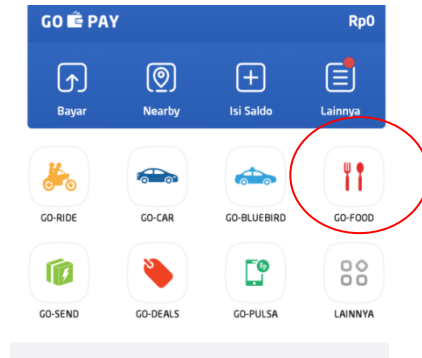 GO PAY Rp0
Bayar Nearby Isi Saldo Lainnya
GO-RIDE GO-CAR GO-BLUEBIRD GO-FOOD
GO-SEND GO-DEALS GO-PULSA LAINNYA